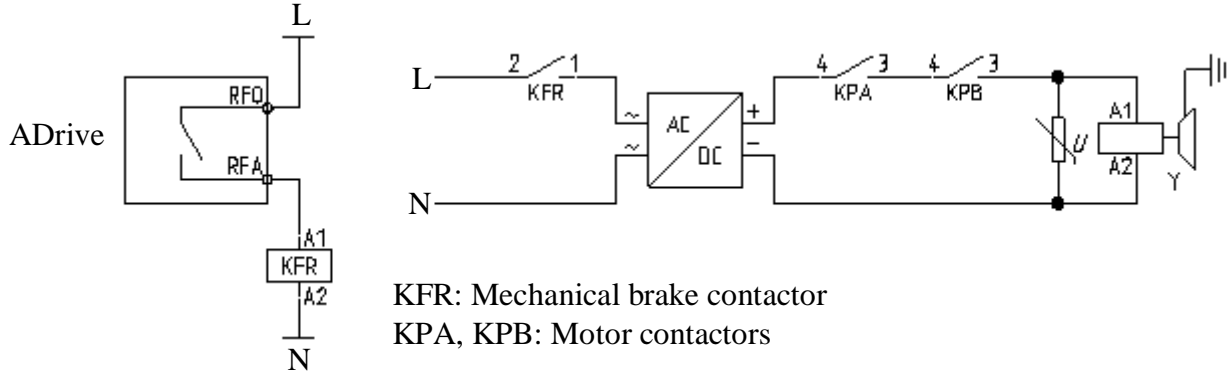 L
ADrive
RFO
RFA
A1
KFR
A2
N
L
2 1
KFR
4 3
KPA
4 3
KPB
~
~
AC
DC
+
-
U
A1
A2
Y
N
KFR: Mechanical brake contactor
KPA, KPB: Motor contactors